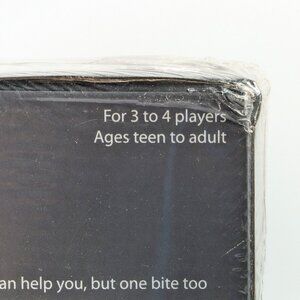 For 3 to 4 players
Ages teen to adult
an help you, but one bite too